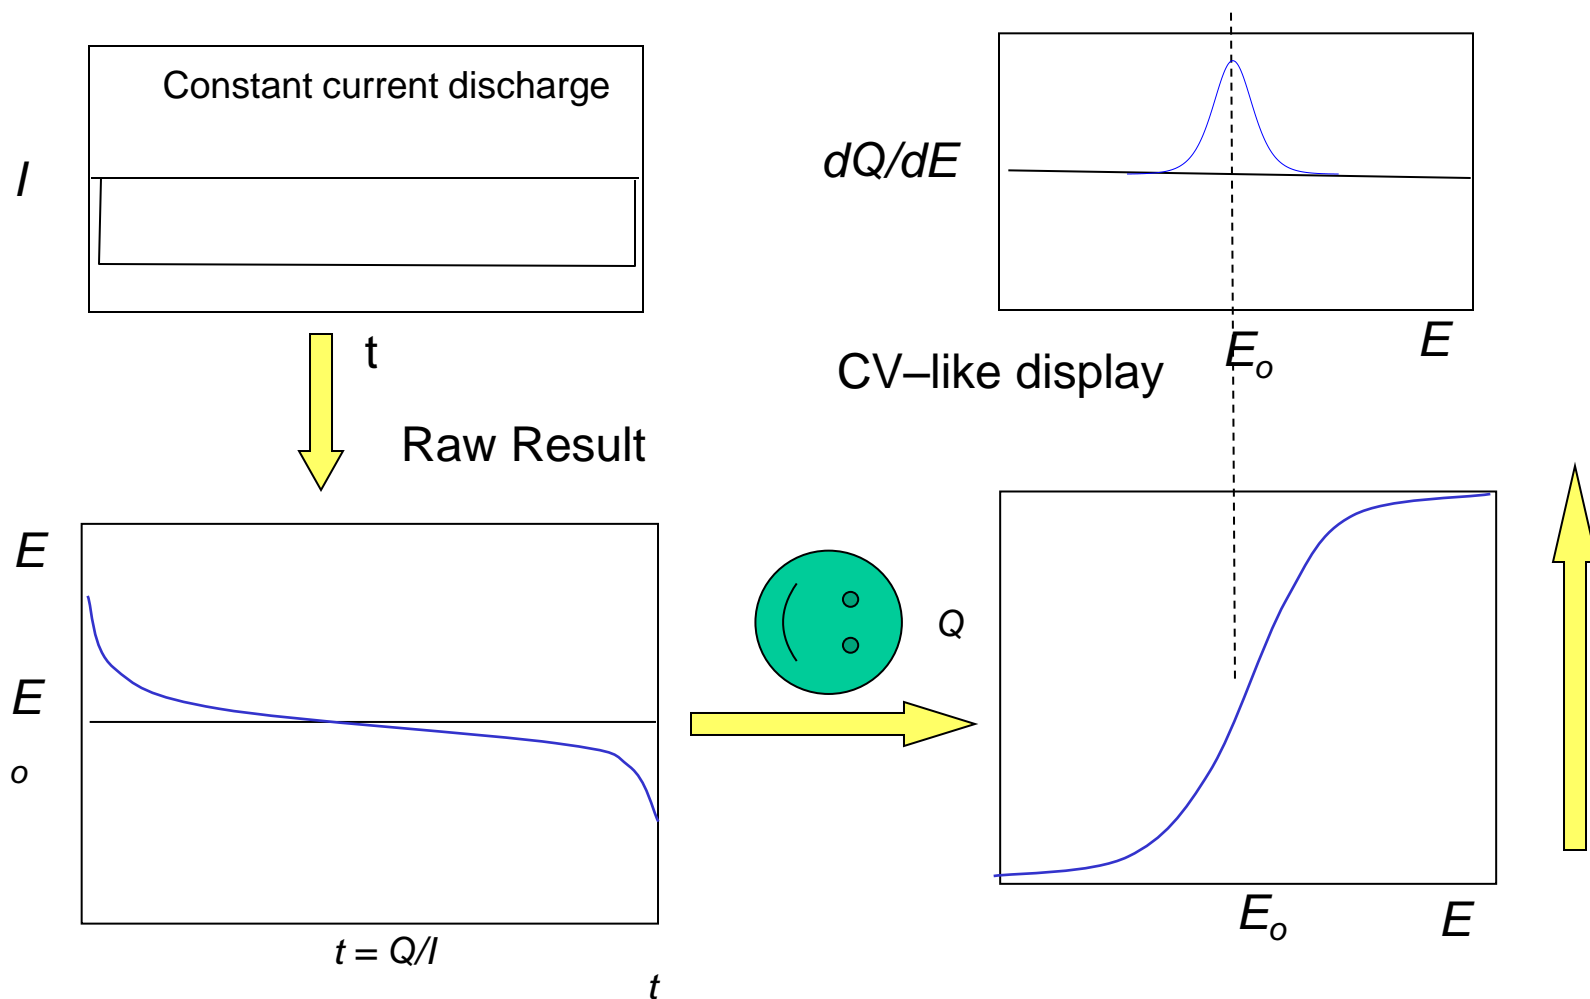 Constant current discharge
I
t
Raw Result
E
E
o
t = Q/I
t
dQ/dE
Eo
E
CV–like display
Q
Eo
E